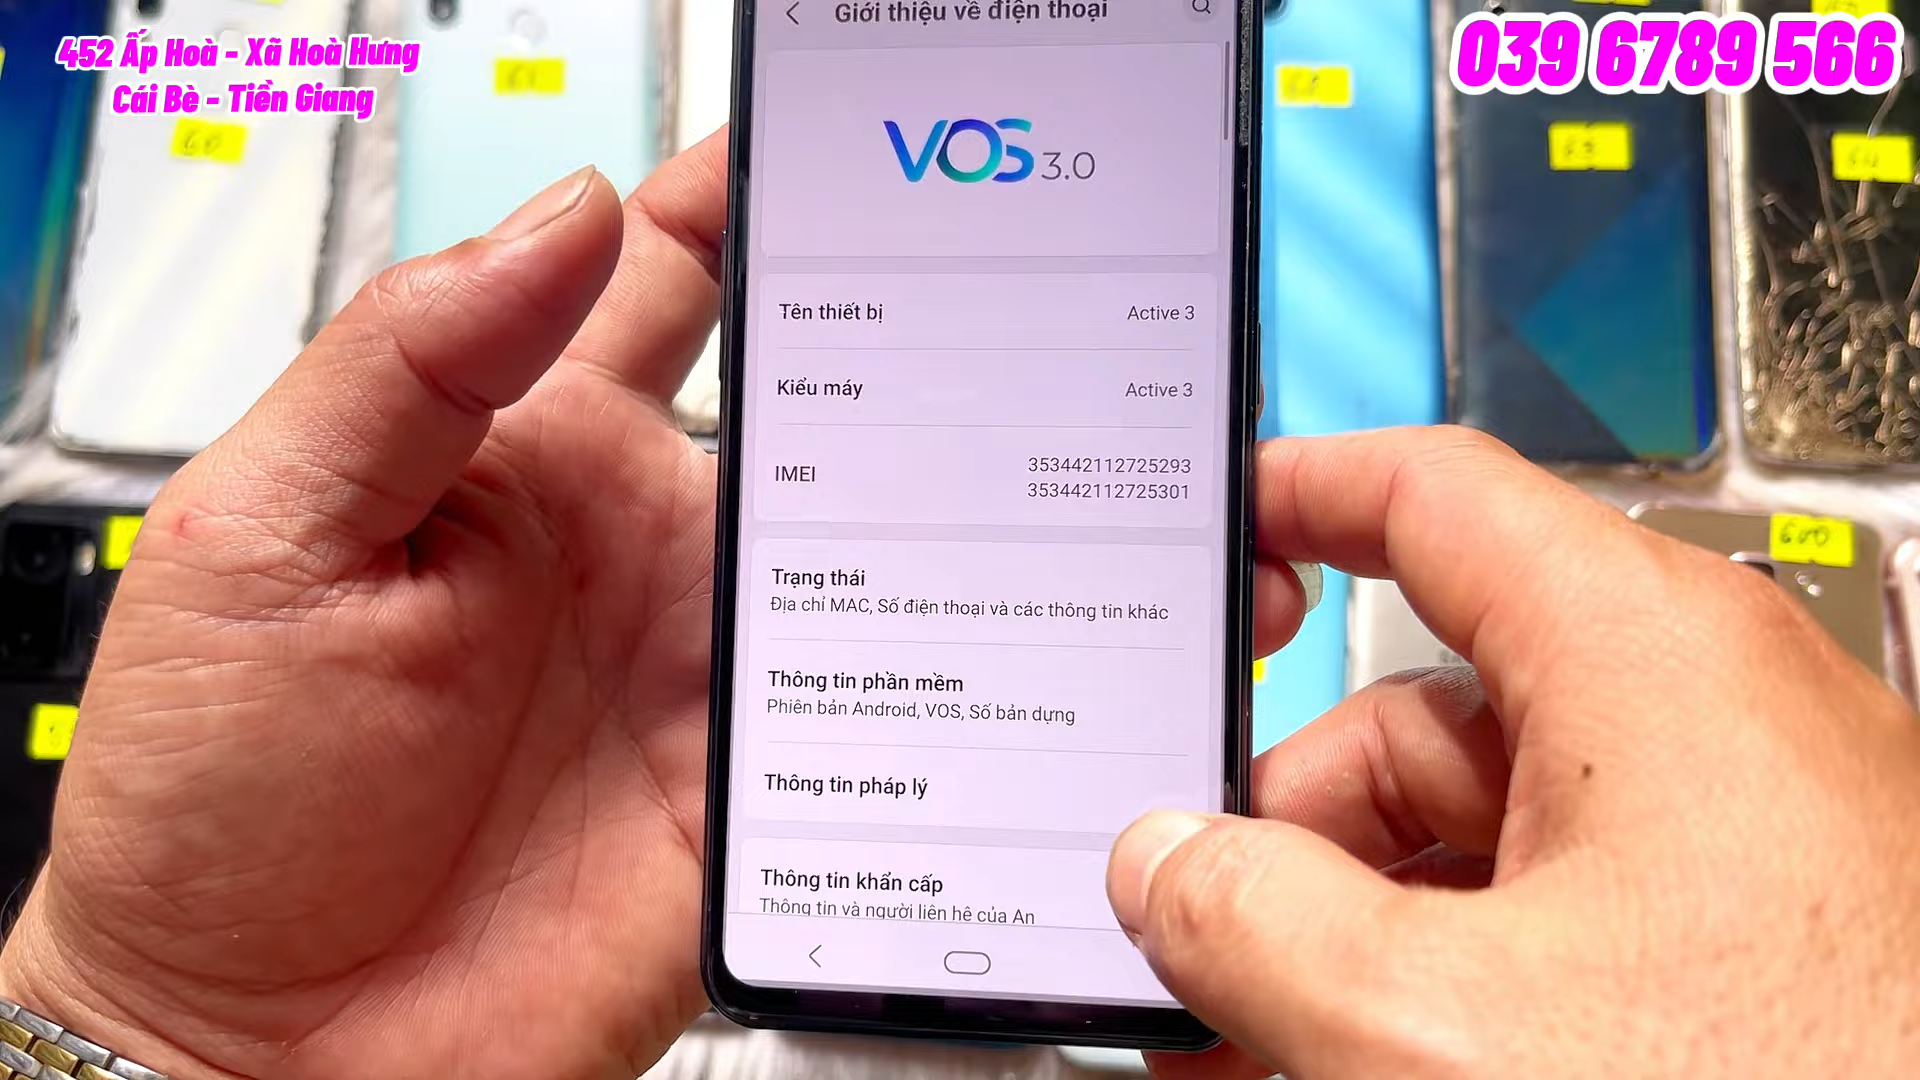 452 Ấp Hoà - Xã Hoà Hưng
Cái Bè - Tiền Giang
039 6789 566
Giới thiệu về điện thoại
VOS 3.0
Tên thiết bị Active 3
Kiểu máy Active 3
IMEI 353442112725293
353442112725301
Trạng thái
Địa chỉ MAC, Số điện thoại và các thông tin khác
Thông tin phần mềm
Phiên bản Android, VOS, Số bản dựng
Thông tin pháp lý
Thông tin khẩn cấp
Thông tin và người liên hệ của An
60
600